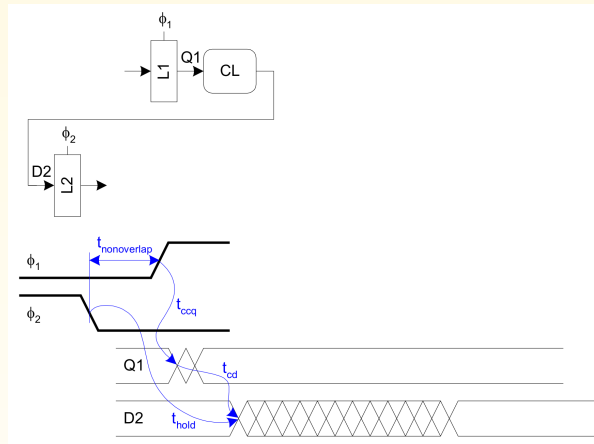 ϕ1
Q1
L1
CL
ϕ2
D2
L2
tnonoverlap
ϕ1
ϕ2
tccq
Q1
tcd
D2
thold